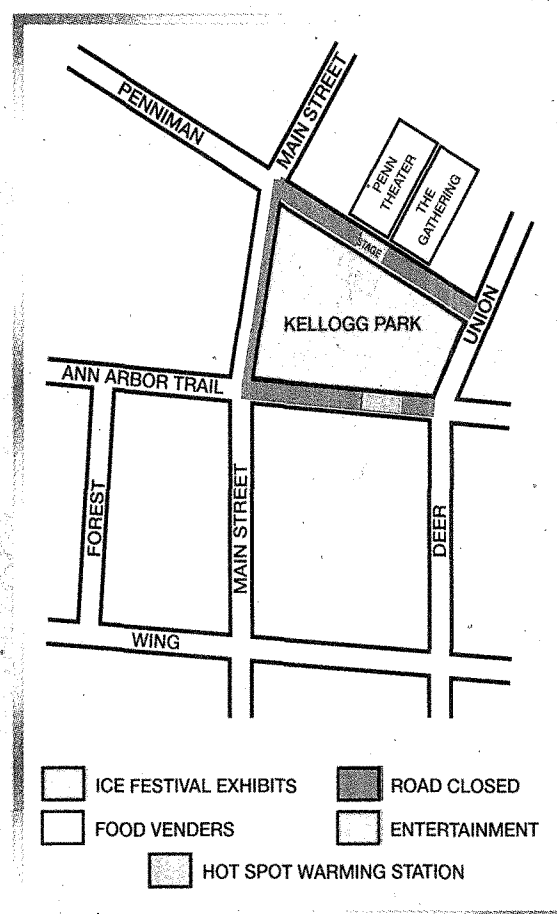 PENNIMAN
MAIN STREET
PENN
THEATER
THE
GATHERING
STAGE
UNION
KELLOGG PARK
ANN ARBOR TRAIL
FOREST
MAIN STREET
DEER
WING
ICE FESTIVAL EXHIBITS
ROAD CLOSED
FOOD VENDERS
ENTERTAINMENT
HOT SPOT WARMING STATION